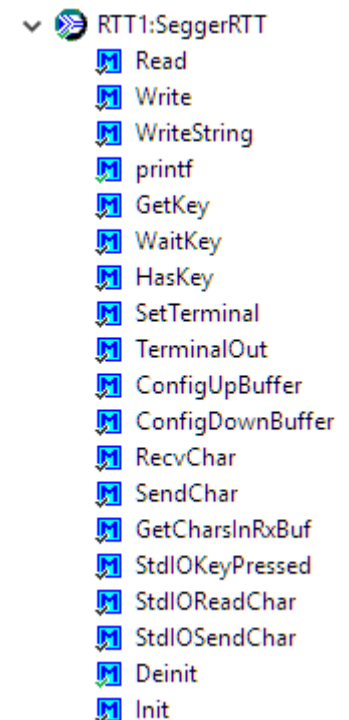 RTT1:SeggerRTT
Read
Write
WriteString
printf
GetKey
WaitKey
HasKey
SetTerminal
TerminalOut
ConfigUpBuffer
ConfigDownBuffer
RecvChar
SendChar
GetCharsInRxBuf
StdIOKeyPressed
StdIOReadChar
StdIOSendChar
Deinit
Init